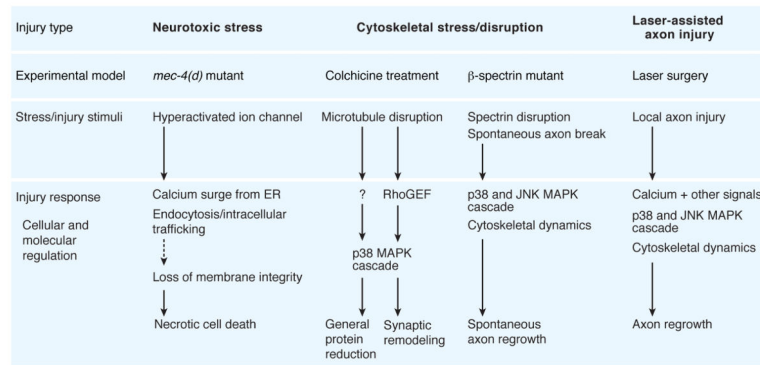 Injury type
Neurotoxic stress
Cytoskeletal stress/disruption
Laser-assisted
axon injury
Experimental model
mec-4(d) mutant
Colchicine treatment
β-spectrin mutant
Laser surgery
Stress/injury stimuli
Hyperactivated ion channel
Microtubule disruption
Spectrin disruption
Spontaneous axon break
Local axon injury
Injury response
Cellular and
molecular
regulation
Calcium surge from ER
Endocytosis/intracellular
trafficking
Loss of membrane integrity
Necrotic cell death
?
RhoGEF
p38 MAPK
cascade
General
protein
reduction
Synaptic
remodeling
p38 and JNK MAPK
cascade
Cytoskeletal dynamics
Spontaneous
axon regrowth
Calcium + other signals
p38 and JNK MAPK
cascade
Cytoskeletal dynamics
Axon regrowth